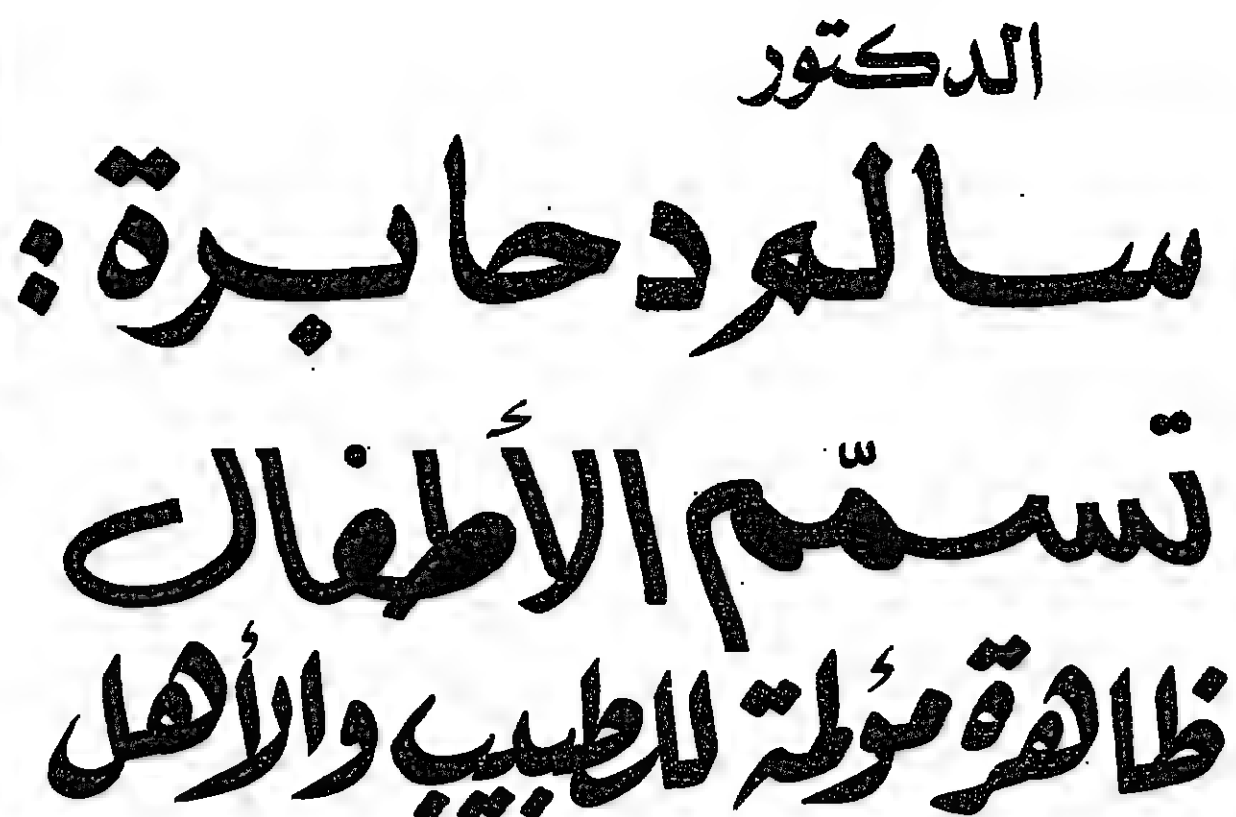 الدكتور
سالم دحابرة :
تسمّم الأطفال
ظاهرة مؤلمة للطبيب والأهل